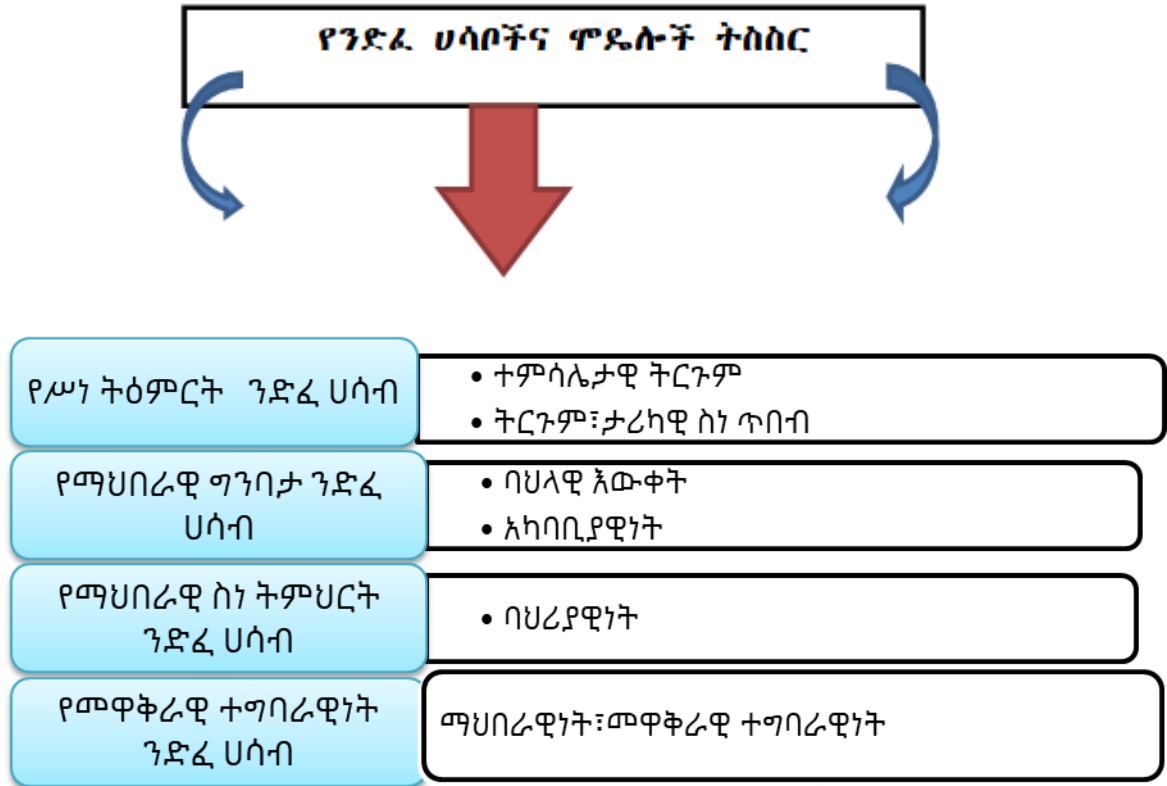 የንድፈ ሀሳቦችና ሞዴሎች ትስስር
የሥነ ትዕምርት ንድፈ ሀሳብ
• ተምሳሌታዊ ትርጉም
• ትርጉም፣ታሪካዊ ስነ ጥበብ
የማህበራዊ ግንባታ ንድፈ
ሀሳብ
• ባህላዊ እውቀት
• አካባቢያዊነት
የማህበራዊ ስነ ትምህርት
ንድፈ ሀሳብ
• ባህሪያዊነት
የመዋቅራዊ ተግባራዊነት
ንድፈ ሀሳብ
ማህበራዊነት፣መዋቅራዊ ተግባራዊነት